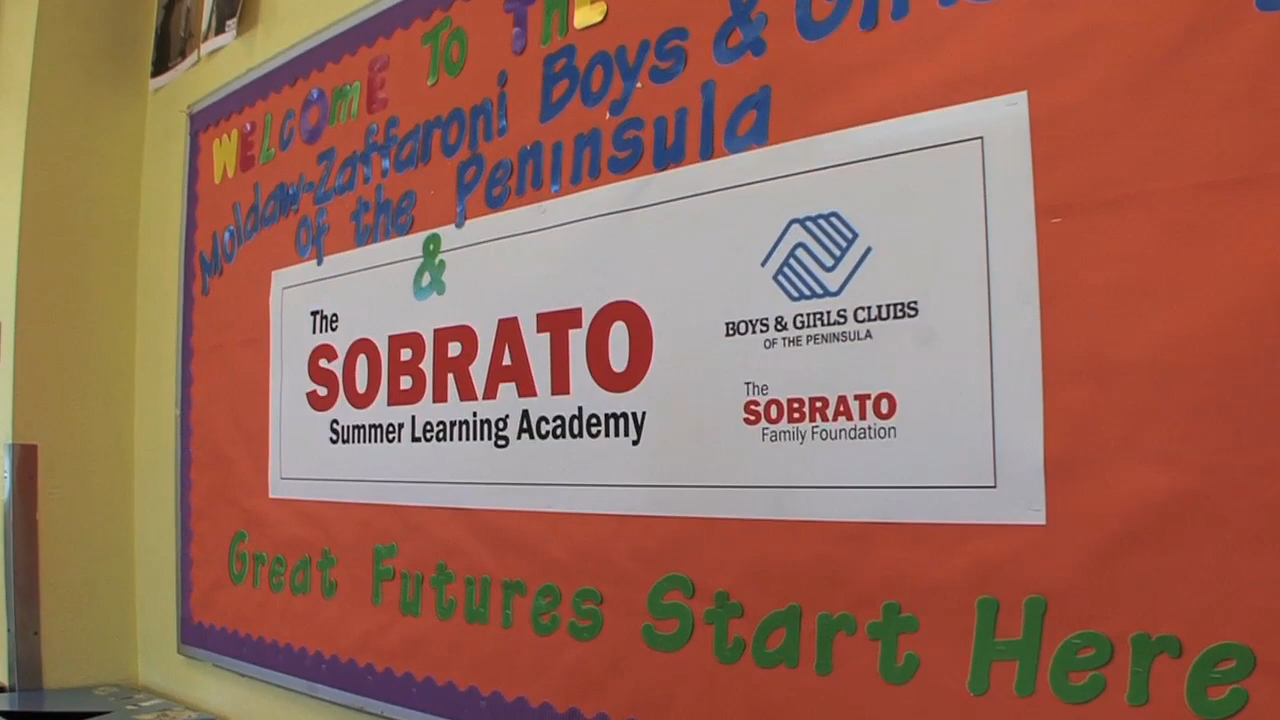 WELCOME TO THE
Moldaw-Zaffaroni Boys & Girls
of the Peninsula
&
The
SOBRATO
Summer Learning Academy
BOYS & GIRLS CLUBS
OF THE PENINSULA
The
SOBRATO
Family Foundation
Great Futures Start Here